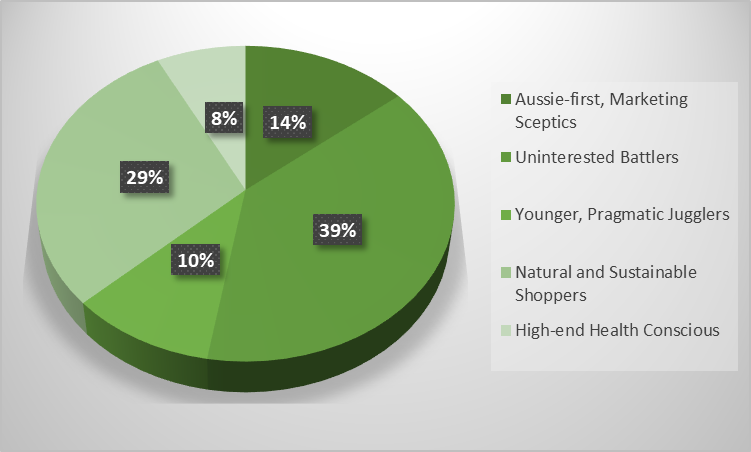 8%
14%
29%
39%
10%
Aussie-first, Marketing
Sceptics
Uninterested Battlers
Younger, Pragmatic Jugglers
Natural and Sustainable
Shoppers
High-end Health Conscious